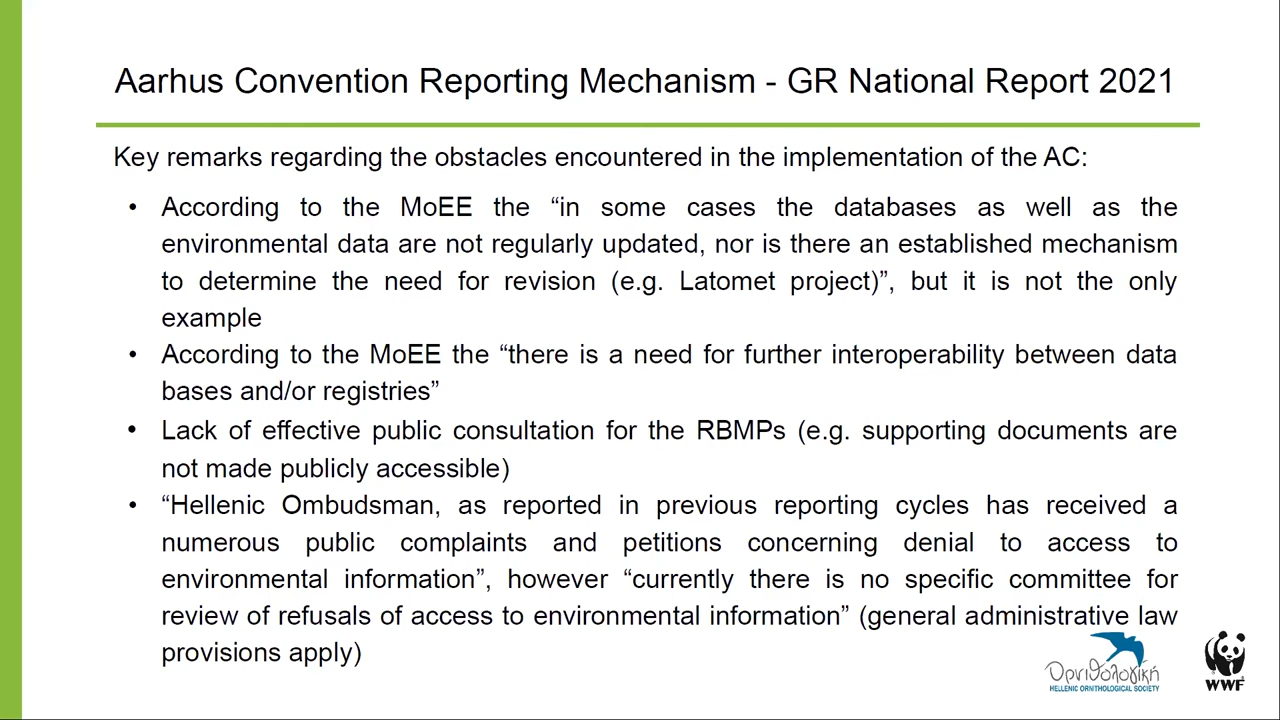 Aarhus Convention Reporting Mechanism - GR National Report 2021
Key remarks regarding the obstacles encountered in the implementation of the AC:
• According to the MoEE the “in some cases the databases as well as the
environmental data are not regularly updated, nor is there an established mechanism
to determine the need for revision (e.g. Latomet project)”, but it is not the only
example
• According to the MoEE the “there is a need for further interoperability between data
bases and/or registries”
• Lack of effective public consultation for the RBMPs (e.g. supporting documents are
not made publicly accessible)
• “Hellenic Ombudsman, as reported in previous reporting cycles has received a
numerous public complaints and petitions concerning denial to access to
environmental information”, however “currently there is no specific committee for
review of refusals of access to environmental information” (general administrative law
provisions apply)
Ορνιθολογική
HELLENIC ORNITHOLOGICAL SOCIETY
WWF